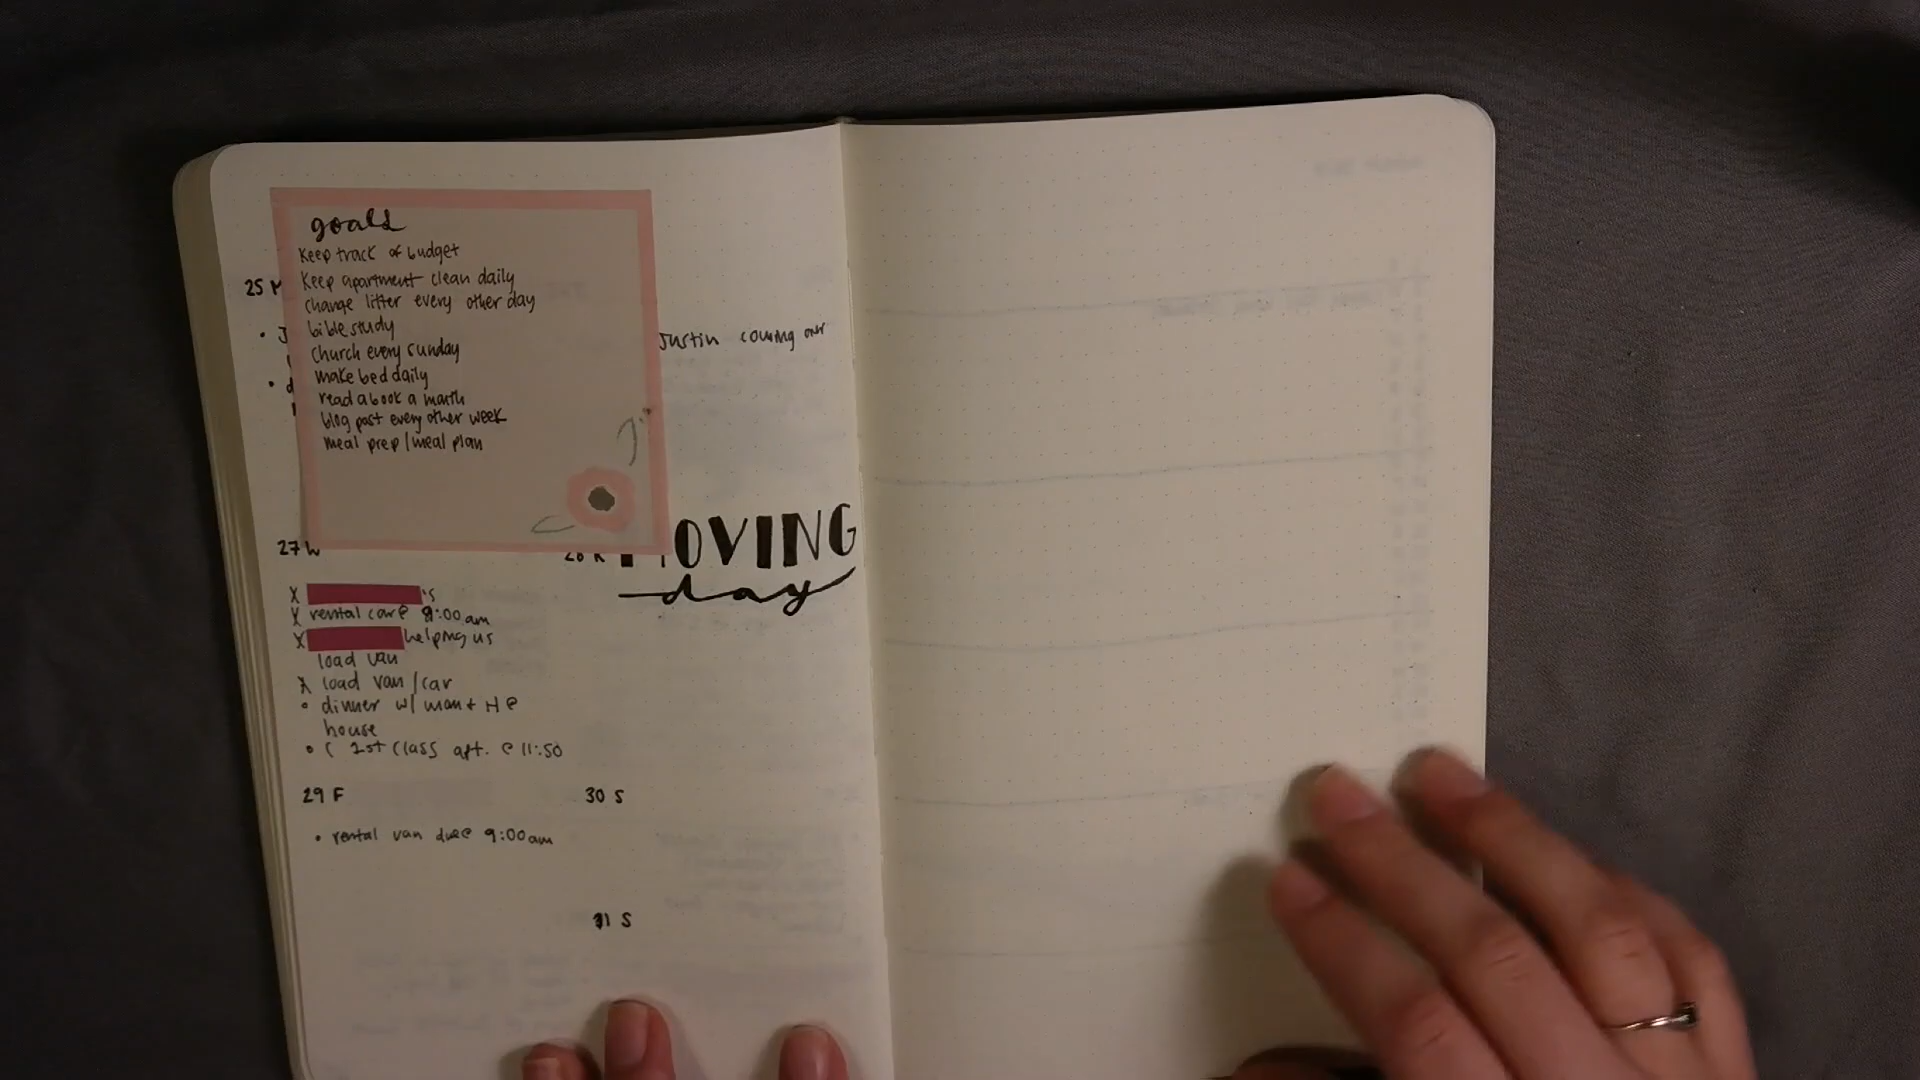 goals
Keep track of budget
Keep apartment clean daily
change litter every other day
bible study
church every sunday
make bed daily
read a book a month
blog post every other week
meal prep/meal plan
25 M
Justin coming over
27 W
28 R
MOVING
day
X 's
X rental car @ 9:00 am
X helping us
load van
X load van/car
• dinner w/ mom + H @
house
• 1st class apt. @ 11:50
29 F
• rental van due @ 9:00am
30 S
31 S